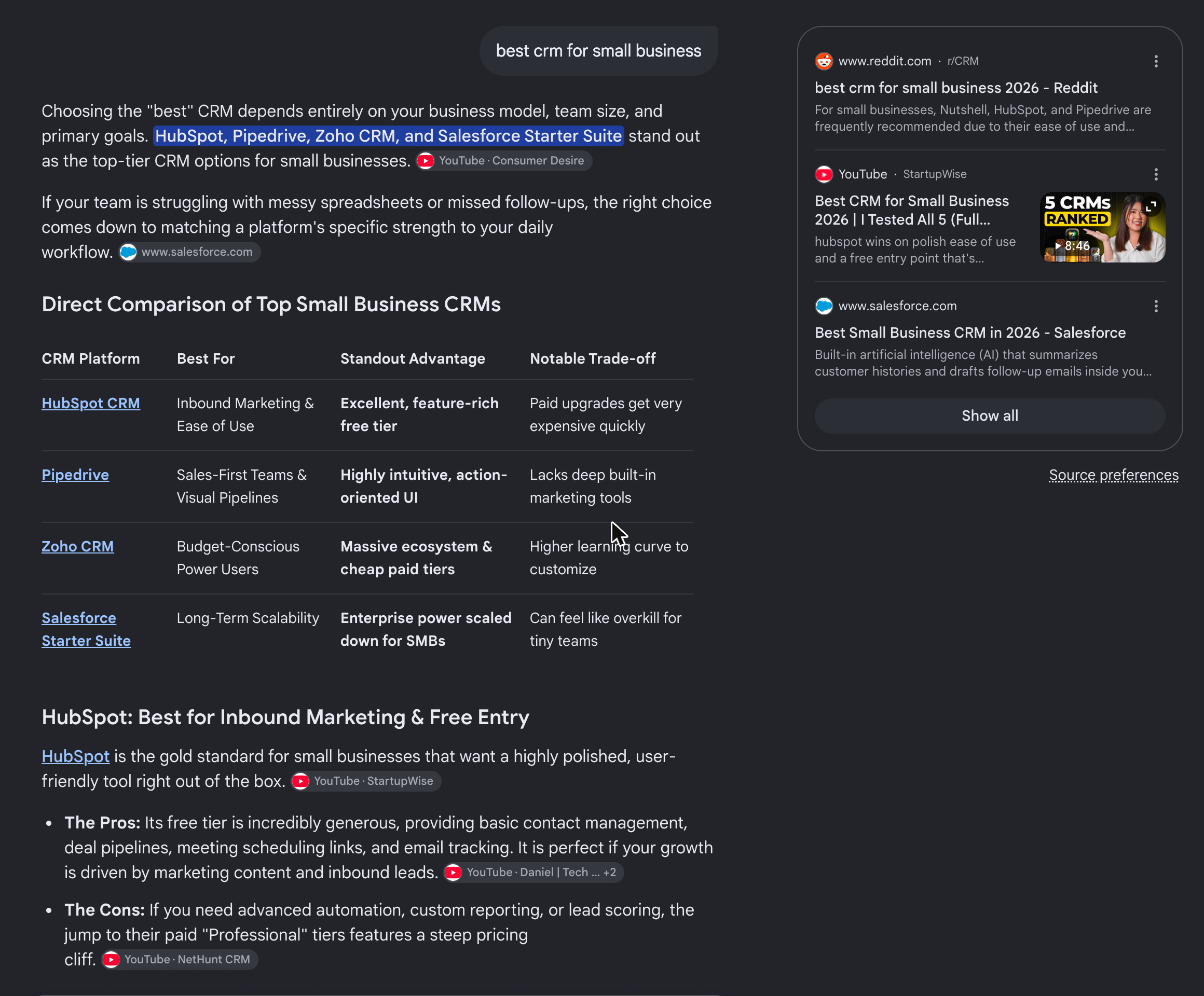 best crm for small business
Choosing the "best" CRM depends entirely on your business model, team size, and
primary goals. HubSpot, Pipedrive, Zoho CRM, and Salesforce Starter Suite stand out
as the top-tier CRM options for small businesses. YouTube · Consumer Desire
If your team is struggling with messy spreadsheets or missed follow-ups, the right choice
comes down to matching a platform's specific strength to your daily
workflow. www.salesforce.com
Direct Comparison of Top Small Business CRMs
CRM Platform Best For Standout Advantage Notable Trade-off
HubSpot CRM Inbound Marketing & Excellent, feature-rich Paid upgrades get very
Ease of Use free tier expensive quickly
Pipedrive Sales-First Teams & Highly intuitive, action- Lacks deep built-in
Visual Pipelines oriented UI marketing tools
Zoho CRM Budget-Conscious Massive ecosystem & Higher learning curve to
Power Users cheap paid tiers customize
Salesforce Long-Term Scalability Enterprise power scaled Can feel like overkill for
Starter Suite down for SMBs tiny teams
HubSpot: Best for Inbound Marketing & Free Entry
HubSpot is the gold standard for small businesses that want a highly polished, user-
friendly tool right out of the box. YouTube · StartupWise
• The Pros: Its free tier is incredibly generous, providing basic contact management,
deal pipelines, meeting scheduling links, and email tracking. It is perfect if your growth
is driven by marketing content and inbound leads. YouTube · Daniel | Tech ... +2
• The Cons: If you need advanced automation, custom reporting, or lead scoring, the
jump to their paid "Professional" tiers features a steep pricing
cliff. YouTube · NetHunt CRM
www.reddit.com · r/CRM
best crm for small business 2026 - Reddit
For small businesses, Nutshell, HubSpot, and Pipedrive are
frequently recommended due to their ease of use and...
YouTube · StartupWise
Best CRM for Small Business
2026 | I Tested All 5 (Full...
hubspot wins on polish ease of use
and a free entry point that's...
5 CRMs
RANKED
8:46
www.salesforce.com
Best Small Business CRM in 2026 - Salesforce
Built-in artificial intelligence (AI) that summarizes
customer histories and drafts follow-up emails inside you...
Show all
Source preferences